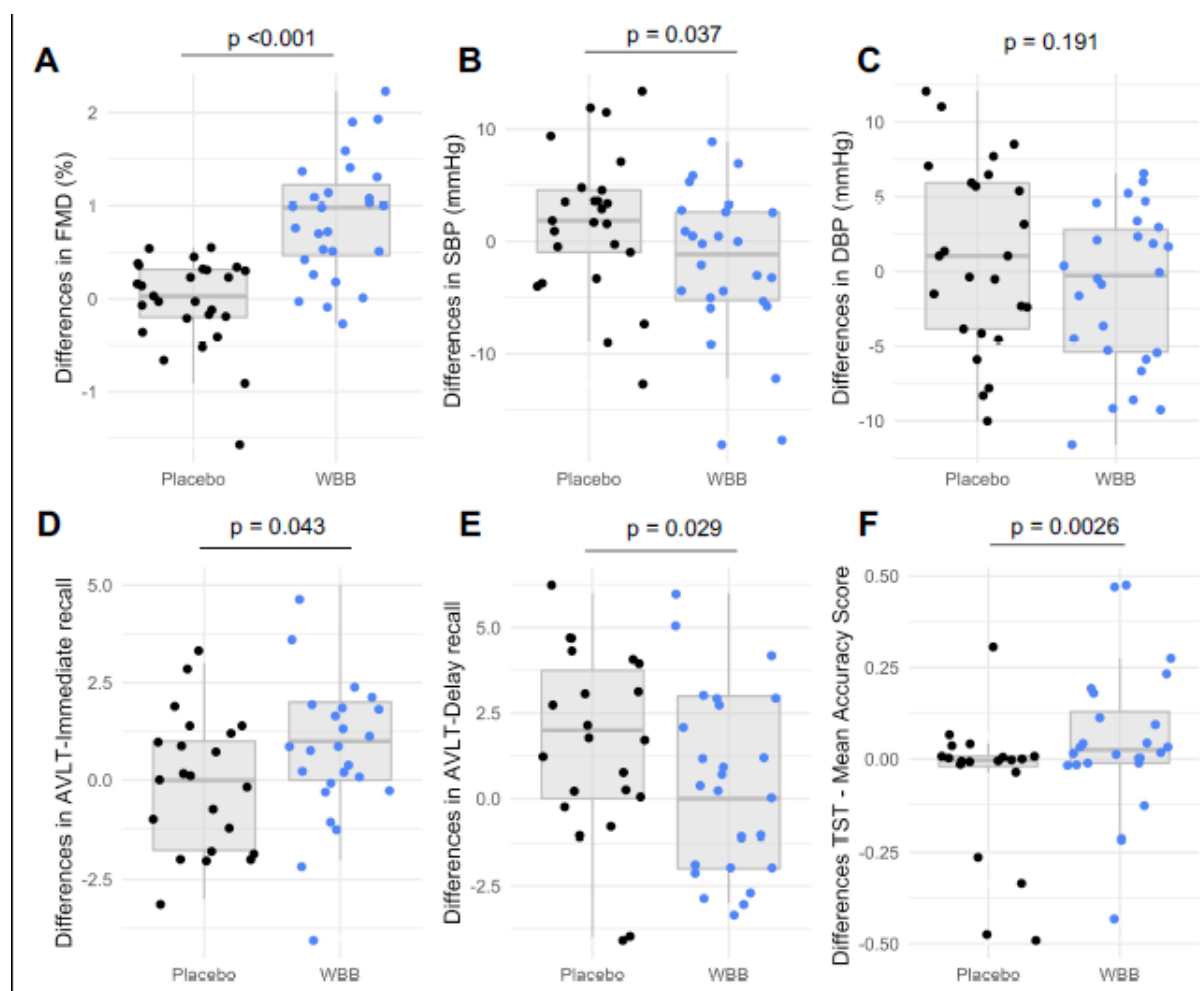 A
p <0.001
Differences in FMD (%)
2
1
0
-1
Placebo
WBB
B
p = 0.037
Differences in SBP (mmHg)
10
0
-10
Placebo
WBB
C
p = 0.191
Differences in DBP (mmHg)
10
5
0
-5
-10
Placebo
WBB
D
p = 0.043
Differences in AVLT-Immediate recall
5.0
2.5
0.0
-2.5
Placebo
WBB
E
p = 0.029
Differences in AVLT-Delay recall
5.0
2.5
0.0
-2.5
Placebo
WBB
F
p = 0.0026
Differences TST - Mean Accuracy Score
0.50
0.25
0.00
-0.25
-0.50
Placebo
WBB